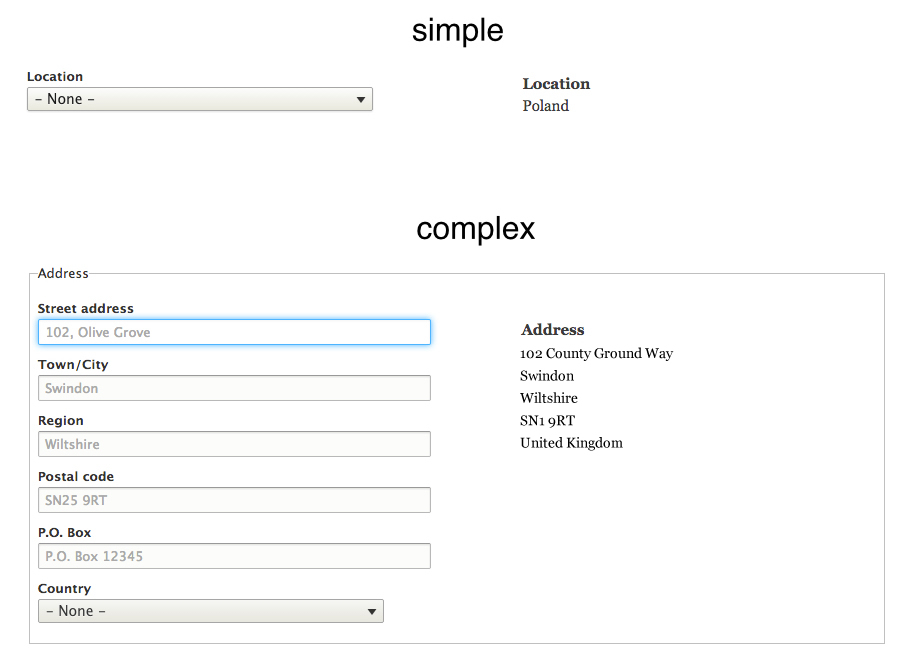 simple
Location
- None -
Location
Poland
complex
Address
Street address
102, Olive Grove
Town/City
Swindon
Region
Wiltshire
Postal code
SN25 9RT
P.O. Box
P.O. Box 12345
Country
- None -
Address
102 County Ground Way
Swindon
Wiltshire
SN1 9RT
United Kingdom